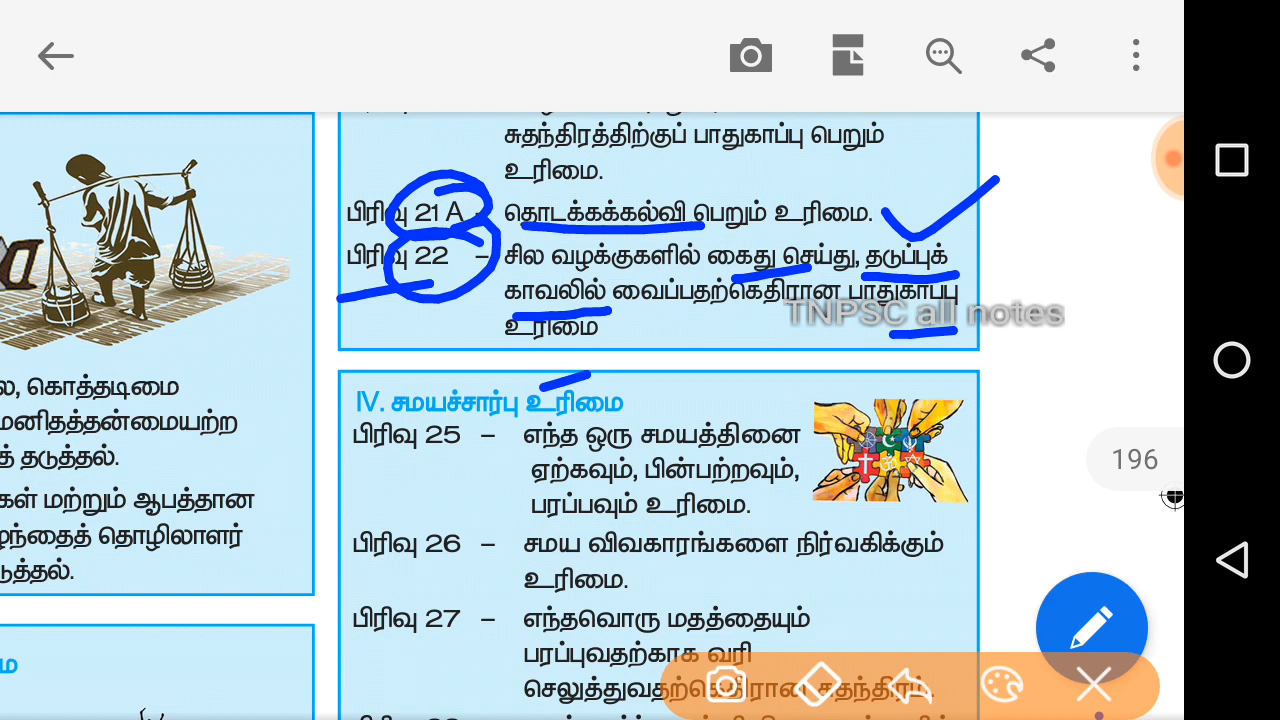 சுதந்திரத்திற்குப் பாதுகாப்பு பெறும்
உரிமை.
பிரிவு 21 A – தொடக்கக்கல்வி பெறும் உரிமை.
பிரிவு 22 – சில வழக்குகளில் கைது செய்து, தடுப்புக்
காவலில் வைப்பதற்கெதிரான பாதுகாப்பு
உரிமை
TNPSC all notes
IV. சமயச்சார்பு உரிமை
பிரிவு 25 – எந்த ஒரு சமயத்தினை
ஏற்கவும், பின்பற்றவும்,
பரப்பவும் உரிமை.
பிரிவு 26 – சமய விவகாரங்களை நிர்வகிக்கும்
உரிமை.
பிரிவு 27 – எந்தவொரு மதத்தையும்
பரப்புவதற்காக வரி
செலுத்துவதற்கெதிரான சுதந்திரம்.
ல, கொத்தடிமை
மனிதத்தன்மையற்ற
த் தடுத்தல்.
கள் மற்றும் ஆபத்தான
ழந்தைத் தொழிலாளர்
டுத்தல்.
மை
196